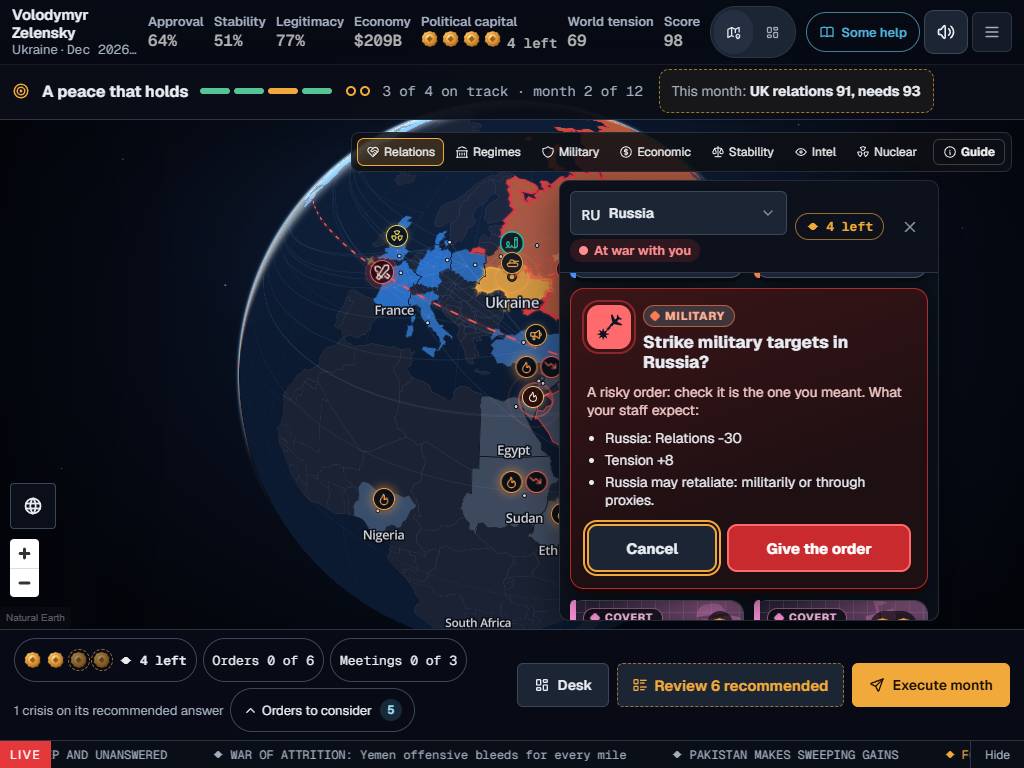 Volodymyr
Zelensky
Ukraine · Dec 2026…
Approval 64%
Stability 51%
Legitimacy 77%
Economy $209B
Political capital 4 left
World tension 69
Score 98
Some help
A peace that holds
3 of 4 on track · month 2 of 12
This month: UK relations 91, needs 93
Relations
Regimes
Military
Economic
Stability
Intel
Nuclear
Guide
RU Russia
4 left
At war with you
MILITARY
Strike military targets in
Russia?
A risky order: check it is the one you meant. What
your staff expect:
• Russia: Relations -30
• Tension +8
• Russia may retaliate: militarily or through
proxies.
Cancel
Give the order
COVERT
COVERT
Ukraine
France
Egypt
Sudan
Eth
Nigeria
South Africa
+
−
Natural Earth
4 left
Orders 0 of 6
Meetings 0 of 3
1 crisis on its recommended answer
Orders to consider 5
Desk
Review 6 recommended
Execute month
LIVE
P AND UNANSWERED
WAR OF ATTRITION: Yemen offensive bleeds for every mile
PAKISTAN MAKES SWEEPING GAINS
Hide